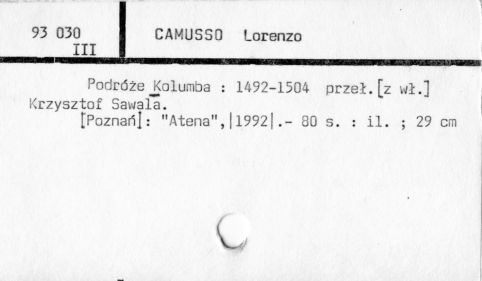 93 030
III
CAMUSSO Lorenzo
Podróże Kolumba : 1492-1504 przeł.[z wł.]
Krzysztof Sawala.
[Poznań]: "Atena",|1992|.- 80 s. : il. ; 29 cm